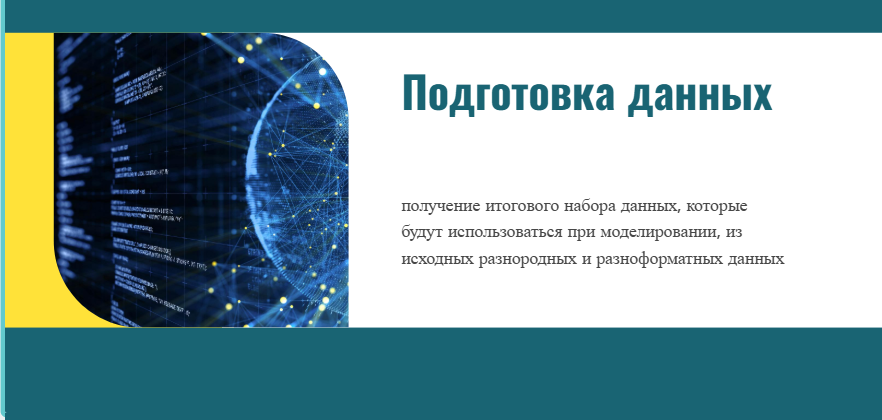 Подготовка данных
получение итогового набора данных, которые
будут использоваться при моделировании, из
исходных разнородных и разноформатных данных